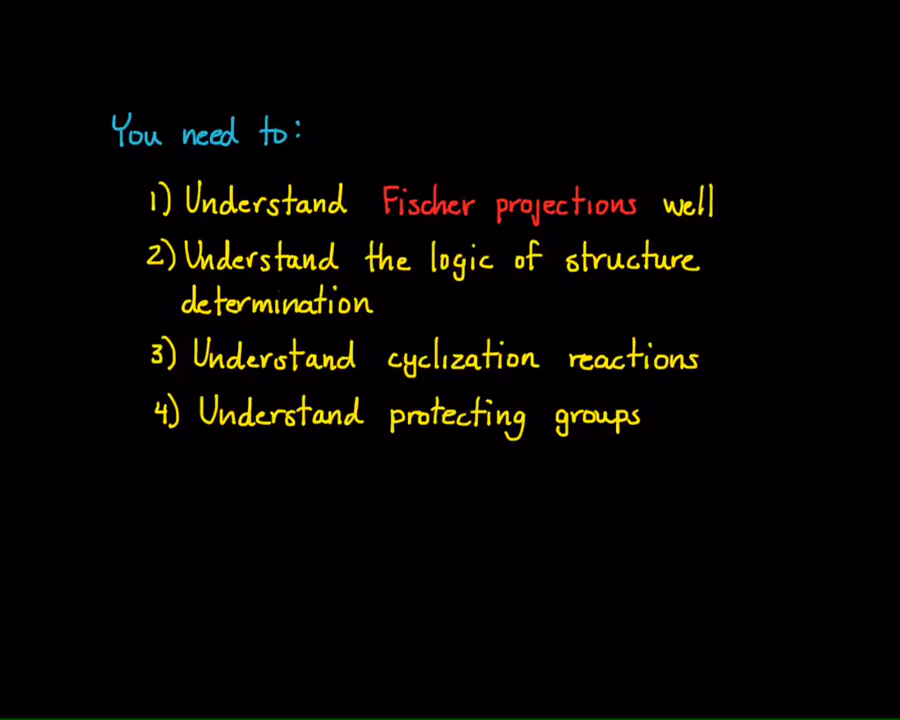 You need to:
1) Understand Fischer projections well
2) Understand the logic of structure
determination
3) Understand cyclization reactions
4) Understand protecting groups